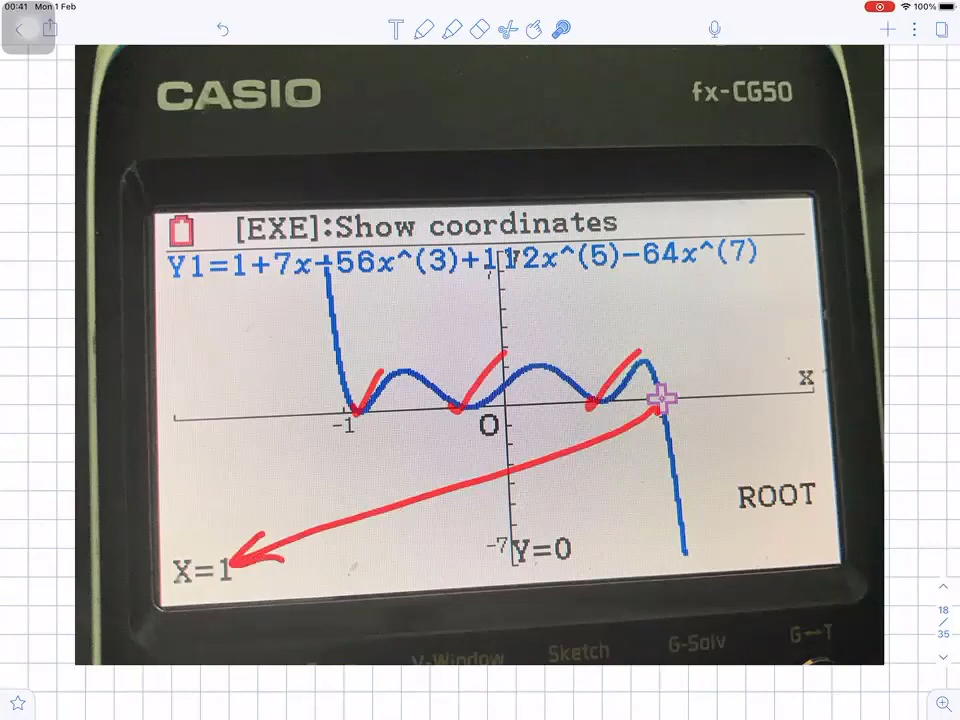 00:41 Mon 1 Feb
100%
T
CASIO
fx-CG50
[EXE]:Show coordinates
Y1=1+7x-56x^(3)+112x^(5)-64x^(7)
x
-1
O
ROOT
-7
Y=0
X=1
V-Window Sketch G-Solv G↔T
18
/
35